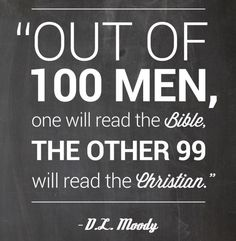 “OUT OF
100 MEN,
one will read the Bible,
THE OTHER 99
will read the Christian.”
- D.L. Moody